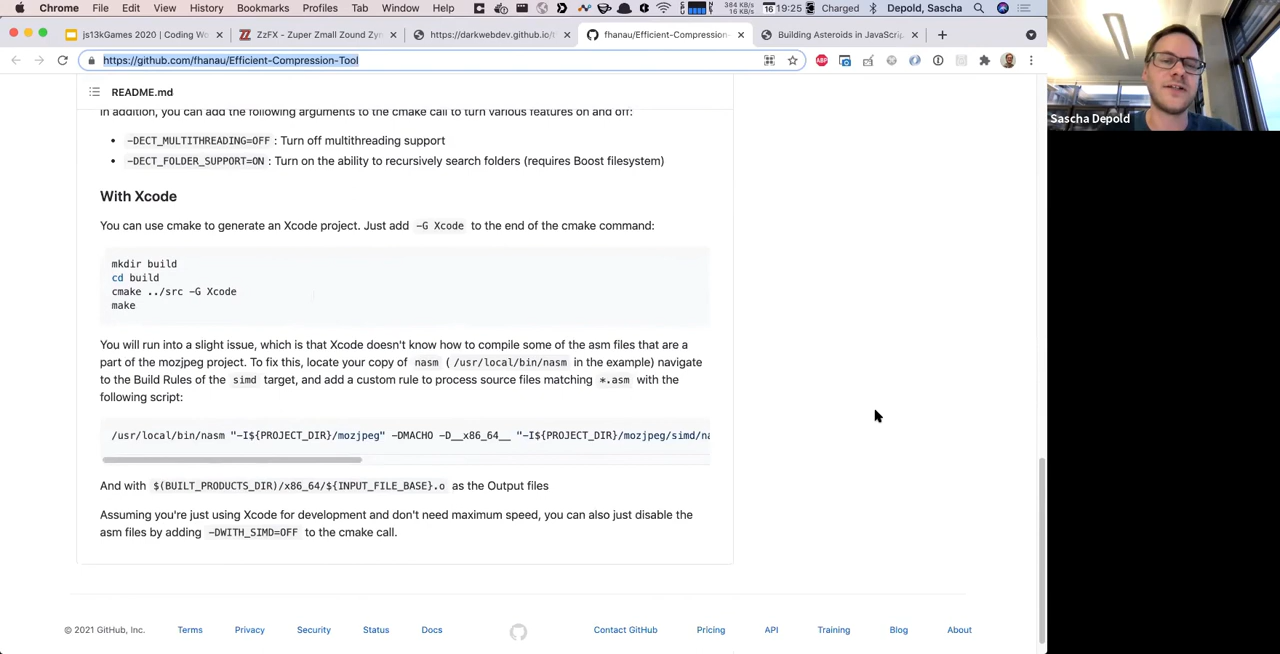 Chrome File Edit View History Bookmarks Profiles Tab Window Help 384 KB/s 16 KB/s 16 19:25 Charged Depold, Sascha
js13kGames 2020 | Coding Wo ZzFX - Zuper Zmall Zound Zyn https://darkwebdev.github.io/t fhanau/Efficient-Compression- Building Asteroids in JavaScri
https://github.com/fhanau/Efficient-Compression-Tool
README.md
In addition, you can add the following arguments to the cmake call to turn various features on and off:
-DECT_MULTITHREADING=OFF : Turn off multithreading support
-DECT_FOLDER_SUPPORT=ON : Turn on the ability to recursively search folders (requires Boost filesystem)
With Xcode
You can use cmake to generate an Xcode project. Just add -G Xcode to the end of the cmake command:
mkdir build
cd build
cmake ../src -G Xcode
make
You will run into a slight issue, which is that Xcode doesn't know how to compile some of the asm files that are a
part of the mozjpeg project. To fix this, locate your copy of nasm ( /usr/local/bin/nasm in the example) navigate
to the Build Rules of the simd target, and add a custom rule to process source files matching *.asm with the
following script:
/usr/local/bin/nasm "-I${PROJECT_DIR}/mozjpeg" -DMACHO -D__x86_64__ "-I${PROJECT_DIR}/mozjpeg/simd/na
And with $(BUILT_PRODUCTS_DIR)/x86_64/${INPUT_FILE_BASE}.o as the Output files
Assuming you're just using Xcode for development and don't need maximum speed, you can also just disable the
asm files by adding -DWITH_SIMD=OFF to the cmake call.
© 2021 GitHub, Inc. Terms Privacy Security Status Docs Contact GitHub Pricing API Training Blog About
Sascha Depold